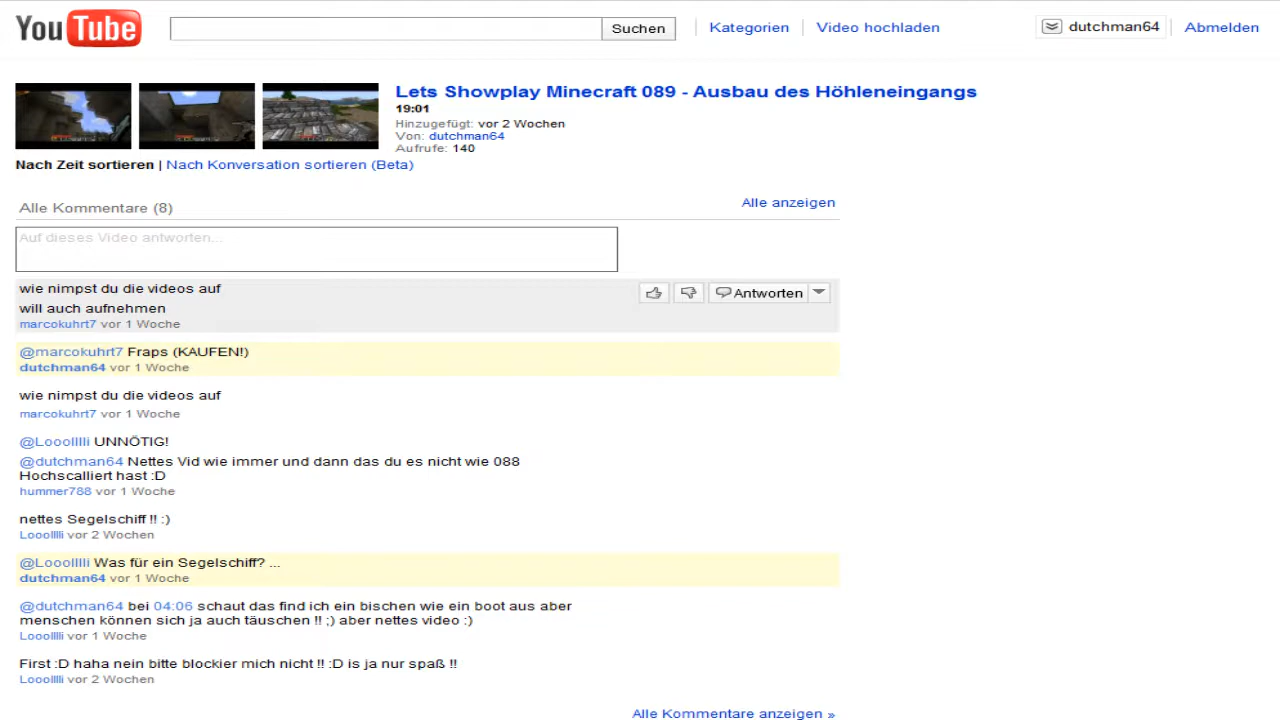 YouTube Suchen Kategorien Video hochladen dutchman64 Abmelden
Lets Showplay Minecraft 089 - Ausbau des Höhleneingangs
19:01
Hinzugefügt: vor 2 Wochen
Von: dutchman64
Aufrufe: 140
Nach Zeit sortieren | Nach Konversation sortieren (Beta)
Alle Kommentare (8) Alle anzeigen
Auf dieses Video antworten...
wie nimpst du die videos auf
will auch aufnehmen
Antworten
marcokuhrt7 vor 1 Woche
@marcokuhrt7 Fraps (KAUFEN!)
dutchman64 vor 1 Woche
wie nimpst du die videos auf
marcokuhrt7 vor 1 Woche
@Looolllli UNNÖTIG!
@dutchman64 Nettes Vid wie immer und dann das du es nicht wie 088
Hochscalliert hast :D
hummer788 vor 1 Woche
nettes Segelschiff !! :)
Looolllli vor 2 Wochen
@Looolllli Was für ein Segelschiff? ...
dutchman64 vor 1 Woche
@dutchman64 bei 04:06 schaut das find ich ein bischen wie ein boot aus aber
menschen können sich ja auch täuschen !! ;) aber nettes video :)
Looolllli vor 1 Woche
First :D haha nein bitte blockier mich nicht !! :D is ja nur spaß !!
Looolllli vor 2 Wochen
Alle Kommentare anzeigen »